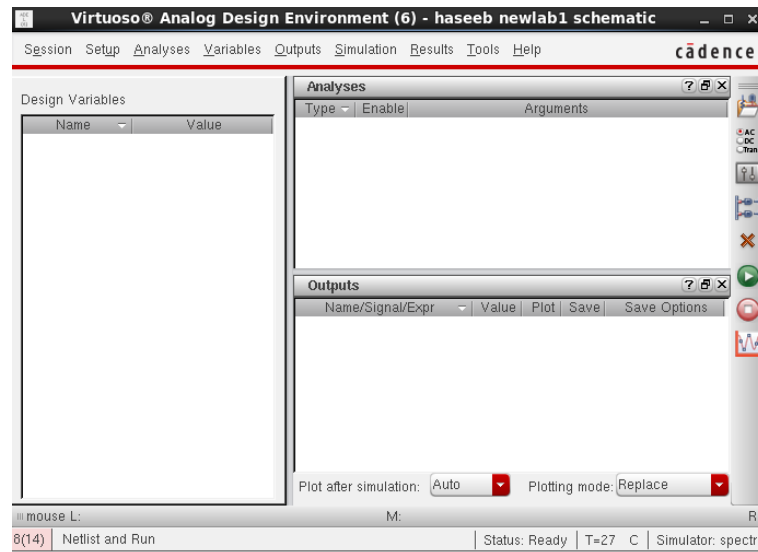 Virtuoso® Analog Design Environment (6) - haseeb newlab1 schematic
Session Setup Analyses Variables Outputs Simulation Results Tools Help cādence
Design Variables
Name Value
Analyses
Type Enable Arguments
AC
DC
Trans
Outputs
Name/Signal/Expr Value Plot Save Save Options
Plot after simulation: Auto Plotting mode: Replace
mouse L: M: R
8(14) Netlist and Run Status: Ready T=27 C Simulator: spectr